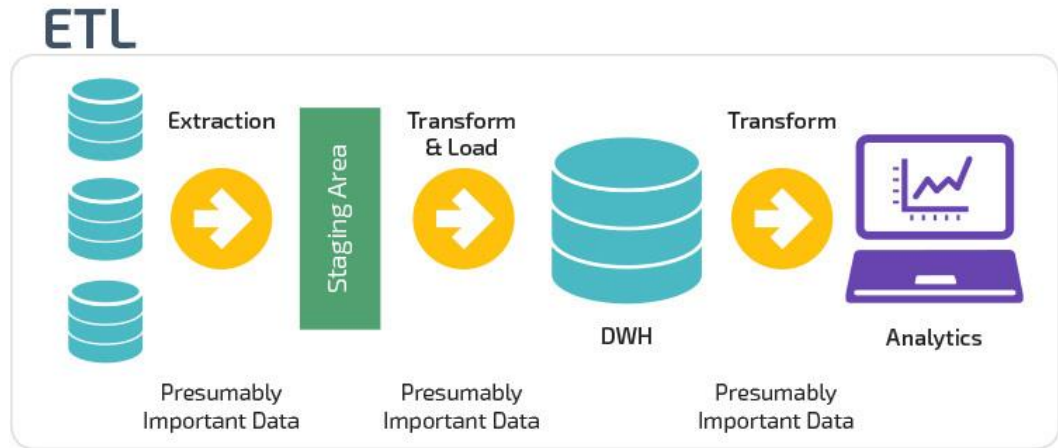 ETL
Extraction
Staging Area
Transform
& Load
Transform
DWH
Analytics
Presumably
Important Data
Presumably
Important Data
Presumably
Important Data